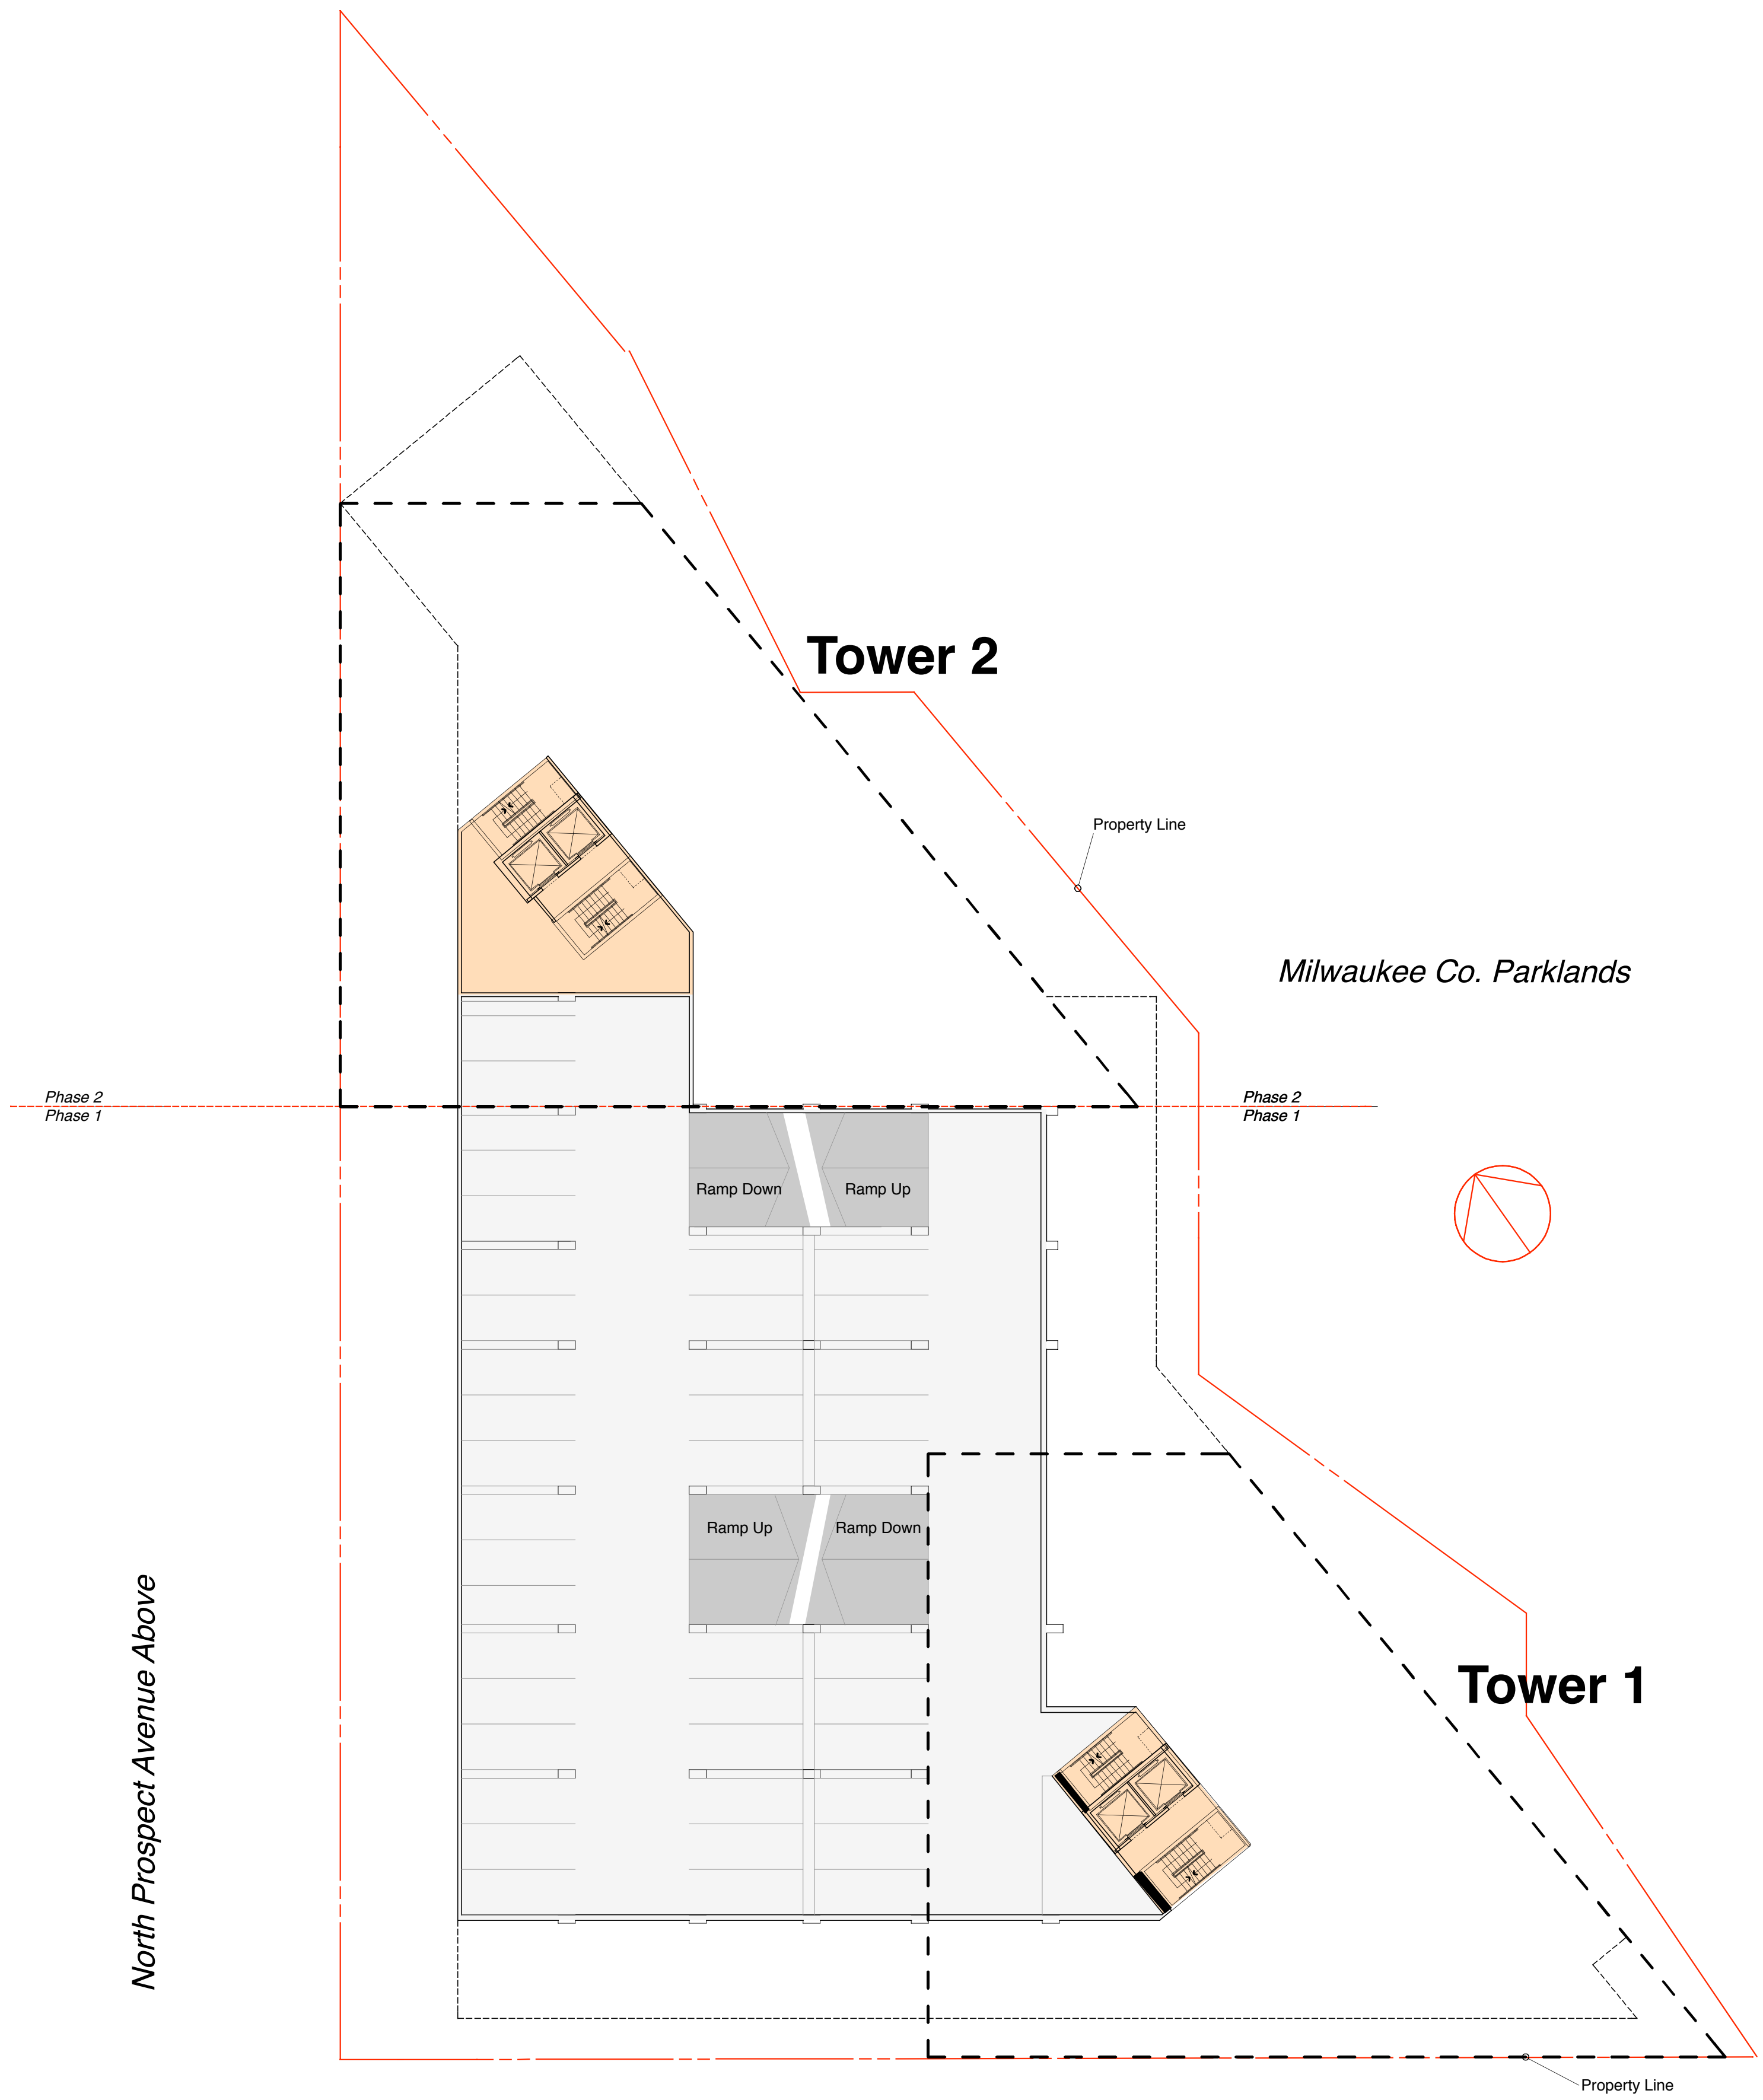 Tower 2
Property Line
Milwaukee Co. Parklands
Phase 2
Phase 1
Phase 2
Phase 1
Ramp Down
Ramp Up
Ramp Up
Ramp Down
North Prospect Avenue Above
Tower 1
Property Line